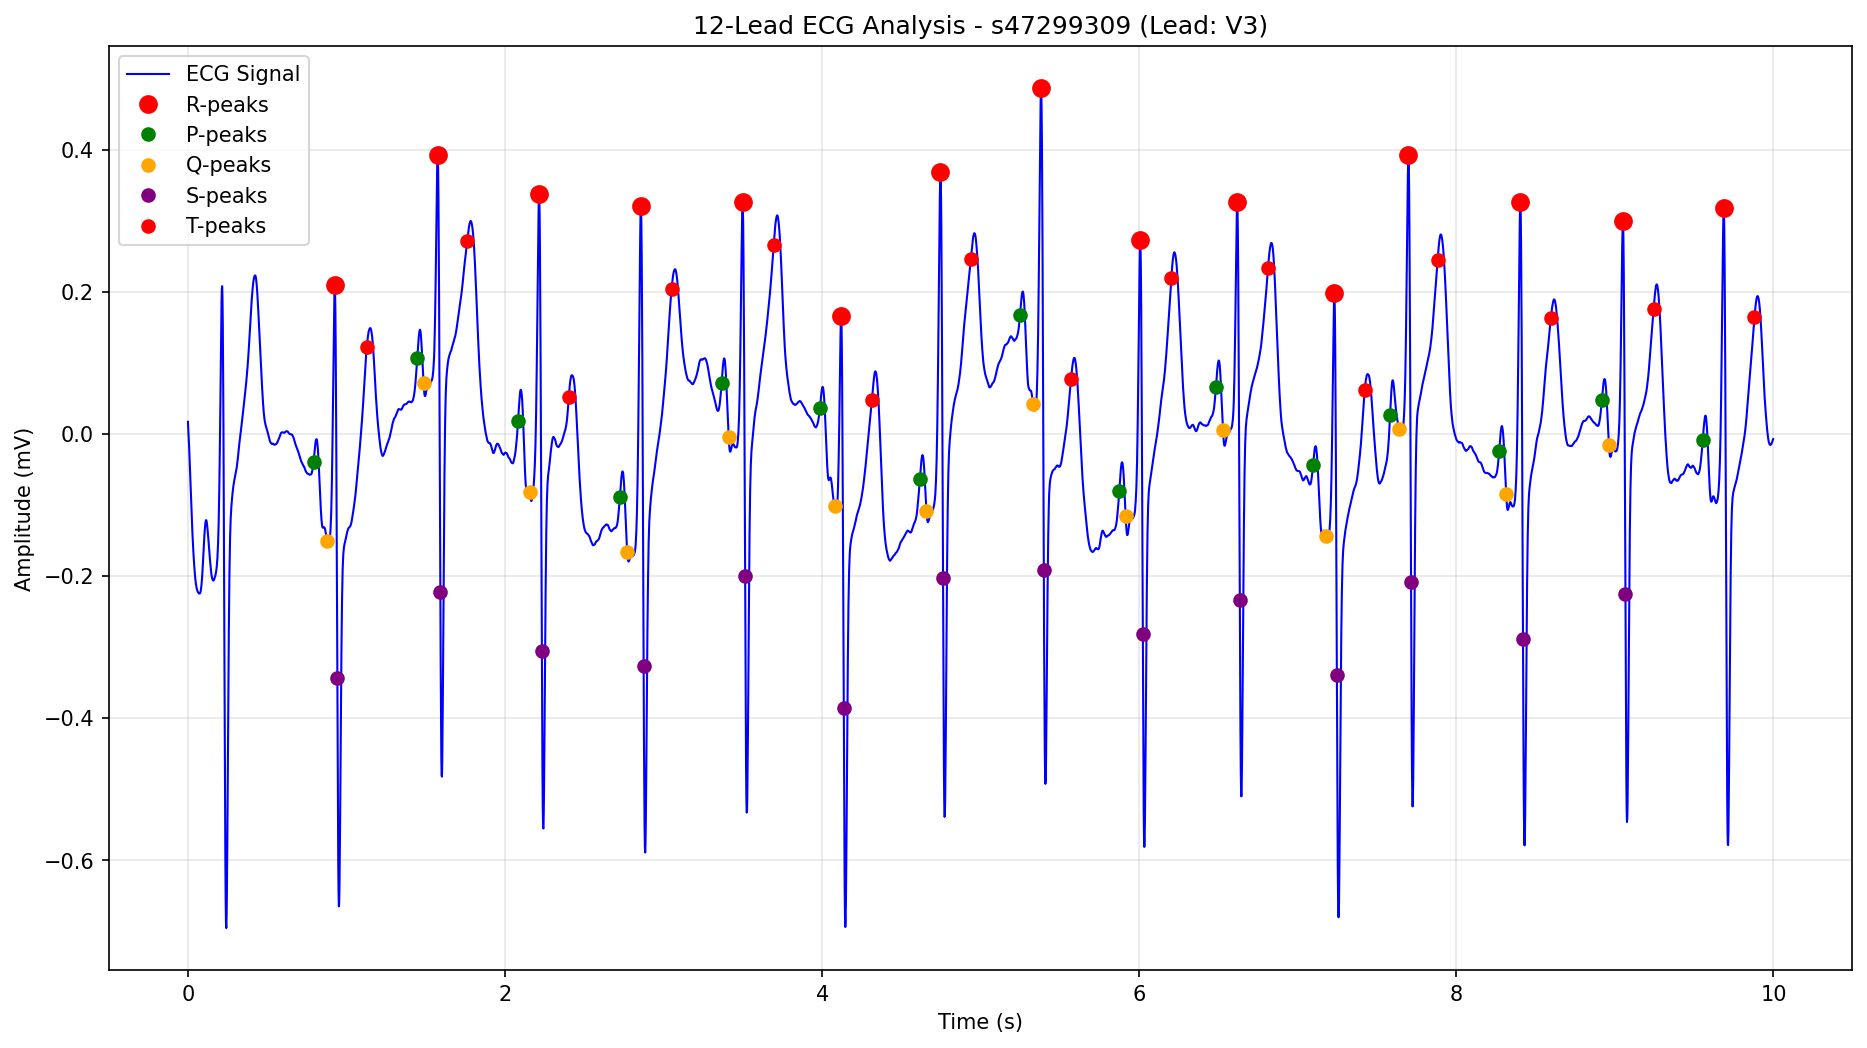 12-Lead ECG Analysis - s47299309 (Lead: V3)
ECG Signal
R-peaks
P-peaks
Q-peaks
S-peaks
T-peaks
Amplitude (mV)
0.4
0.2
0.0
−0.2
−0.4
−0.6
0 2 4 6 8 10
Time (s)